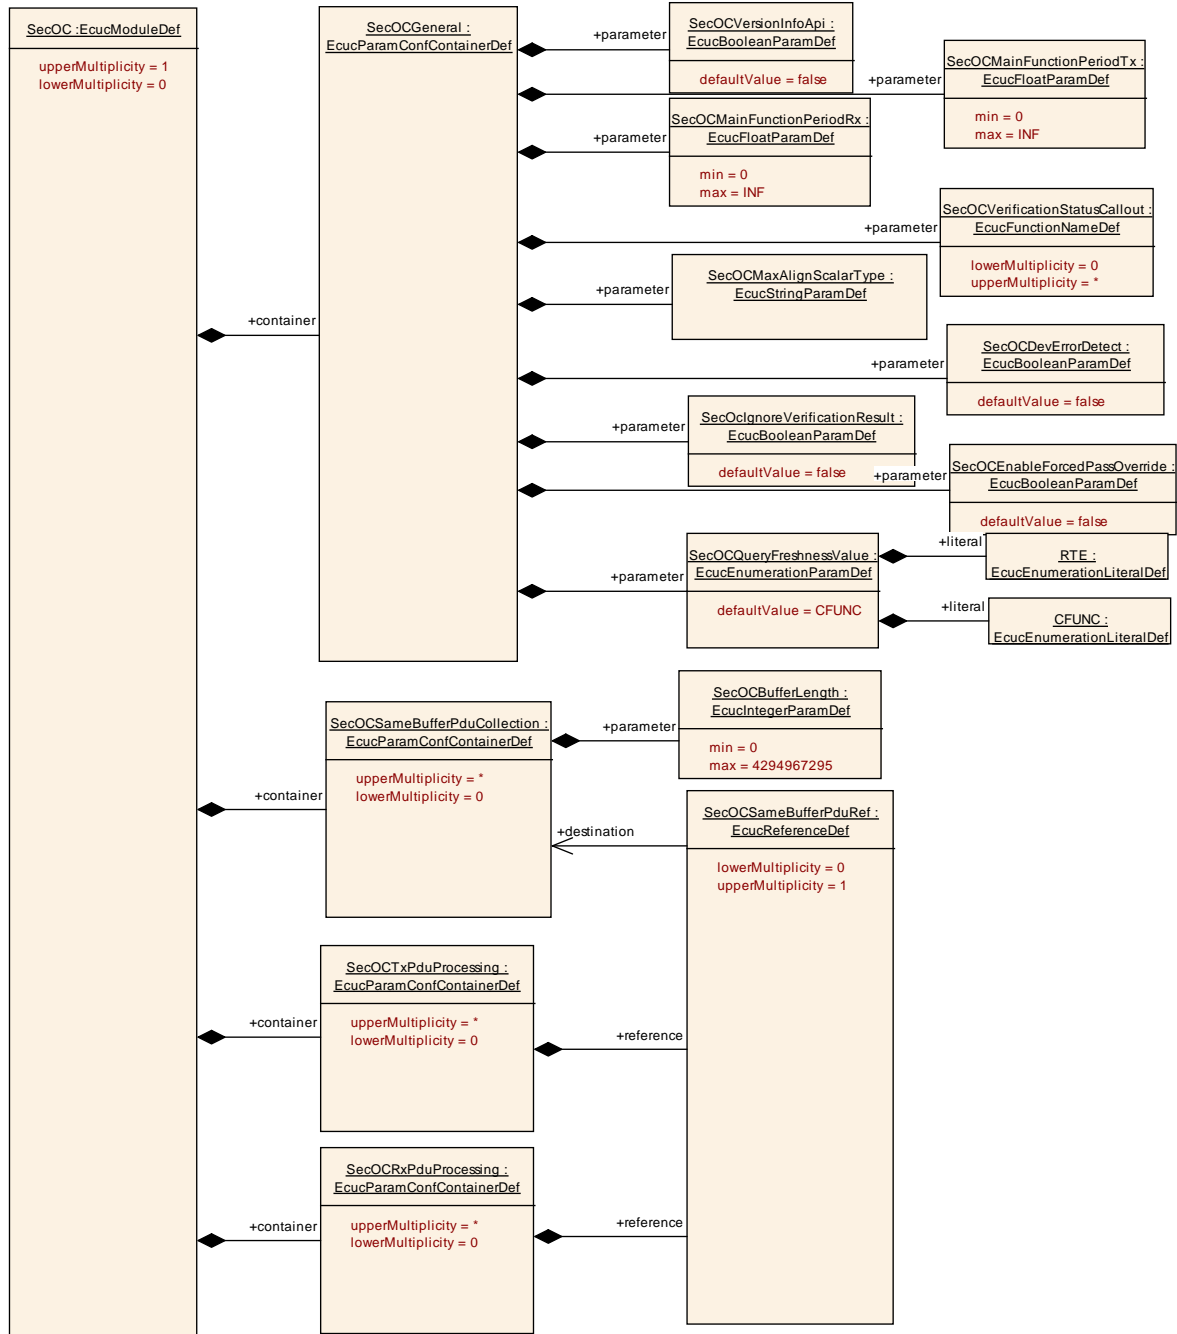 SecOC :EcucModuleDef
upperMultiplicity = 1
lowerMultiplicity = 0
+container
SecOCGeneral :
EcucParamConfContainerDef
+parameter
SecOCVersionInfoApi :
EcucBooleanParamDef
defaultValue = false
+parameter
SecOCMainFunctionPeriodTx :
EcucFloatParamDef
min = 0
max = INF
+parameter
SecOCMainFunctionPeriodRx :
EcucFloatParamDef
min = 0
max = INF
+parameter
SecOCVerificationStatusCallout :
EcucFunctionNameDef
lowerMultiplicity = 0
upperMultiplicity = *
+parameter
SecOCMaxAlignScalarType :
EcucStringParamDef
+parameter
SecOCDevErrorDetect :
EcucBooleanParamDef
defaultValue = false
+parameter
SecOcIgnoreVerificationResult :
EcucBooleanParamDef
defaultValue = false
+parameter
SecOCEnableForcedPassOverride :
EcucBooleanParamDef
defaultValue = false
+parameter
SecOCQueryFreshnessValue :
EcucEnumerationParamDef
defaultValue = CFUNC
+literal
RTE :
EcucEnumerationLiteralDef
+literal
CFUNC :
EcucEnumerationLiteralDef
+container
SecOCSameBufferPduCollection :
EcucParamConfContainerDef
upperMultiplicity = *
lowerMultiplicity = 0
+parameter
SecOCBufferLength :
EcucIntegerParamDef
min = 0
max = 4294967295
+destination
SecOCSameBufferPduRef :
EcucReferenceDef
lowerMultiplicity = 0
upperMultiplicity = 1
+container
SecOCTxPduProcessing :
EcucParamConfContainerDef
upperMultiplicity = *
lowerMultiplicity = 0
+reference
+container
SecOCRxPduProcessing :
EcucParamConfContainerDef
upperMultiplicity = *
lowerMultiplicity = 0
+reference